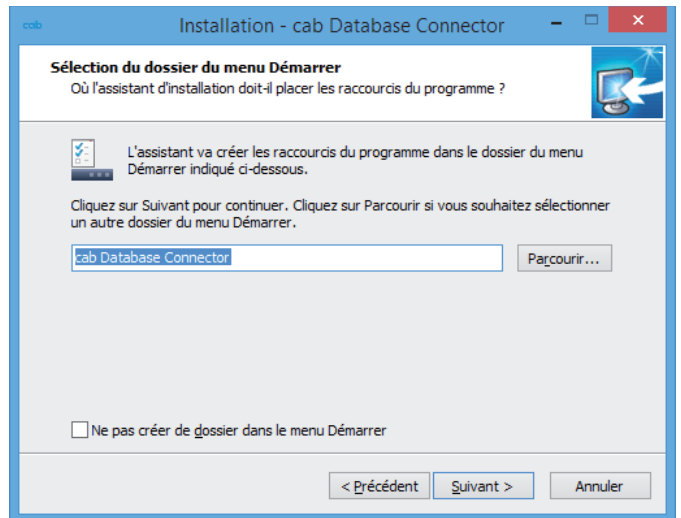 cab Installation - cab Database Connector
Sélection du dossier du menu Démarrer
Où l'assistant d'installation doit-il placer les raccourcis du programme ?
L'assistant va créer les raccourcis du programme dans le dossier du menu
Démarrer indiqué ci-dessous.
Cliquez sur Suivant pour continuer. Cliquez sur Parcourir si vous souhaitez sélectionner
un autre dossier du menu Démarrer.
cab Database Connector Parcourir...
Ne pas créer de dossier dans le menu Démarrer
< Précédent Suivant > Annuler